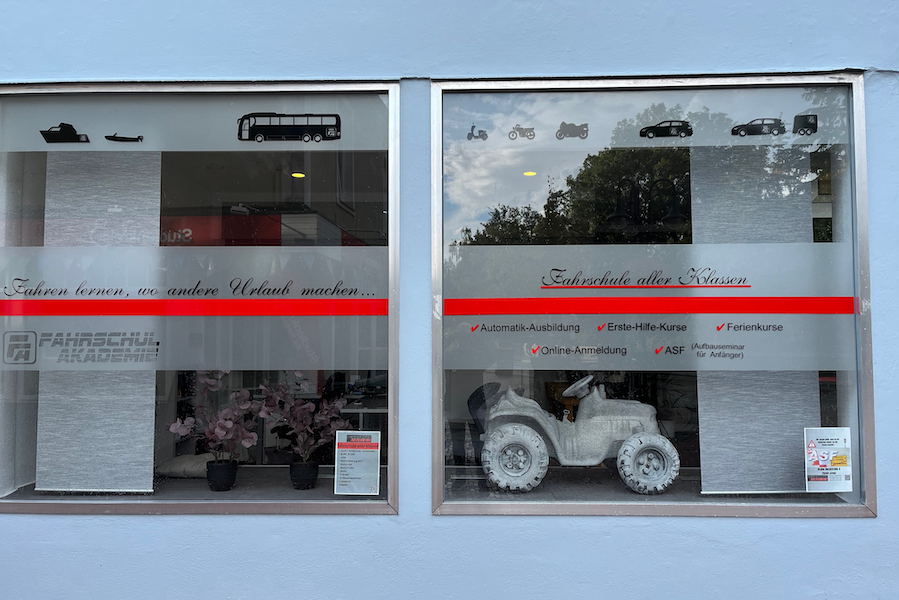 Fahren lernen, wo andere Urlaub machen...
FA FAHRSCHUL
AKADEMIE
Fahrschule aller Klassen
Automatik-Ausbildung Erste-Hilfe-Kurse Ferienkurse
Online-Anmeldung ASF (Aufbauseminar
für Anfänger)
ASF